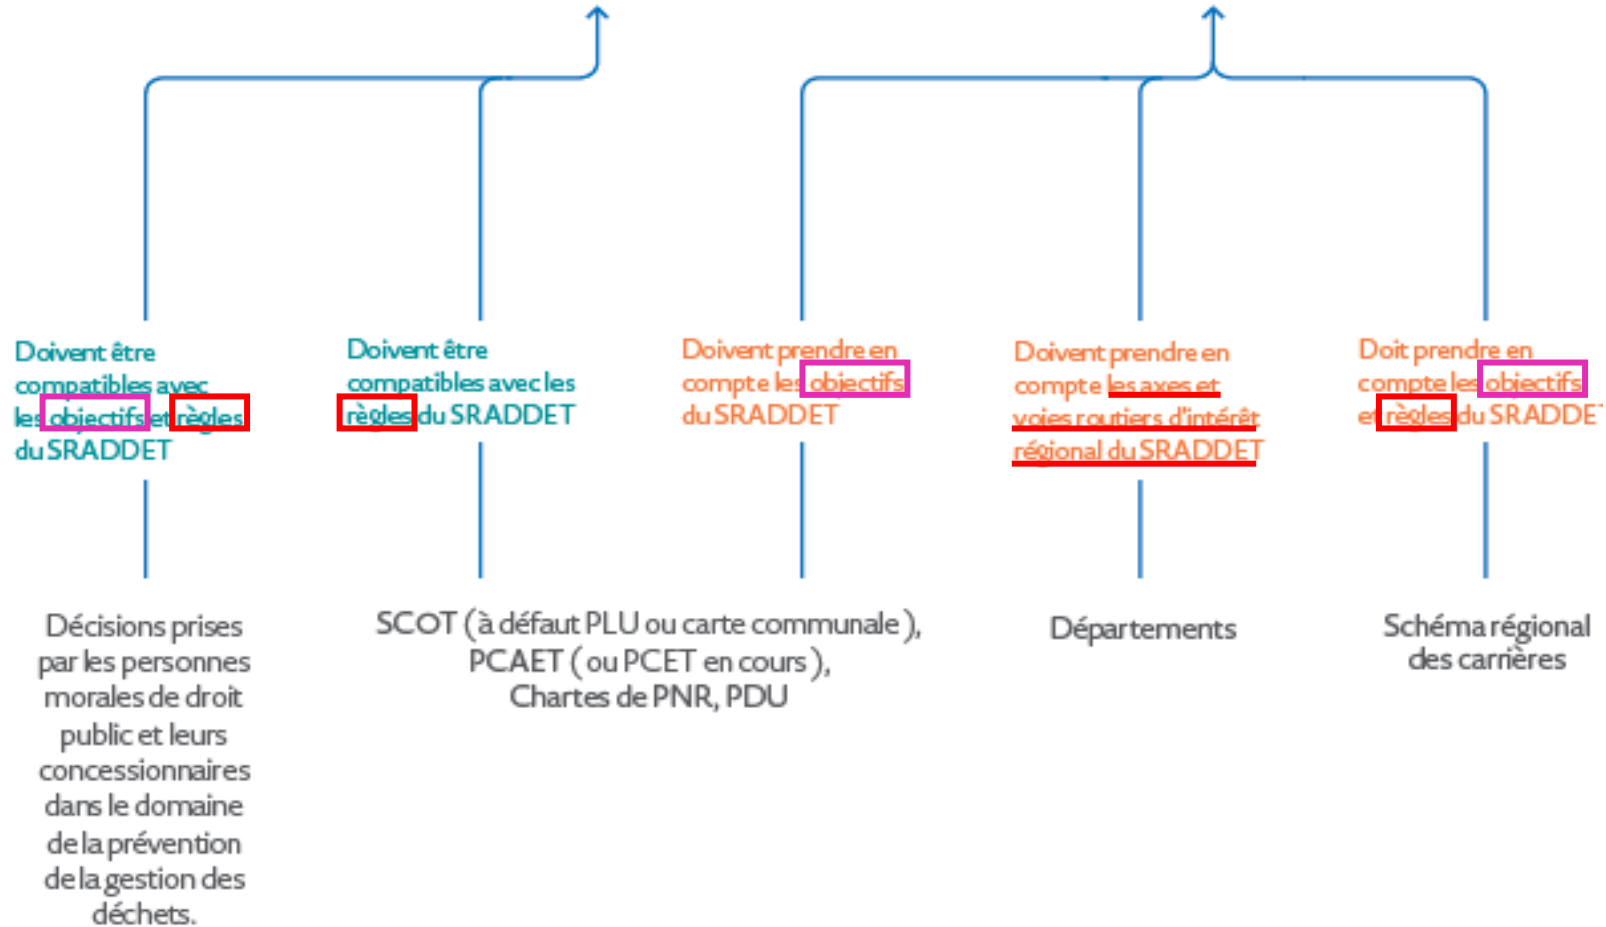 Doivent être
compatibles avec
les objectifs et règles
du SRADDET
Doivent être
compatibles avec les
règles du SRADDET
Doivent prendre en
compte les objectifs
du SRADDET
Doivent prendre en
compte les axes et
voies routiers d'intérêt
régional du SRADDET
Doit prendre en
compte les objectifs
et règles du SRADDET
Décisions prises
par les personnes
morales de droit
public et leurs
concessionnaires
dans le domaine
de la prévention
de la gestion des
déchets.
SCOT (à défaut PLU ou carte communale),
PCAET (ou PCET en cours),
Chartes de PNR, PDU
Départements
Schéma régional
des carrières